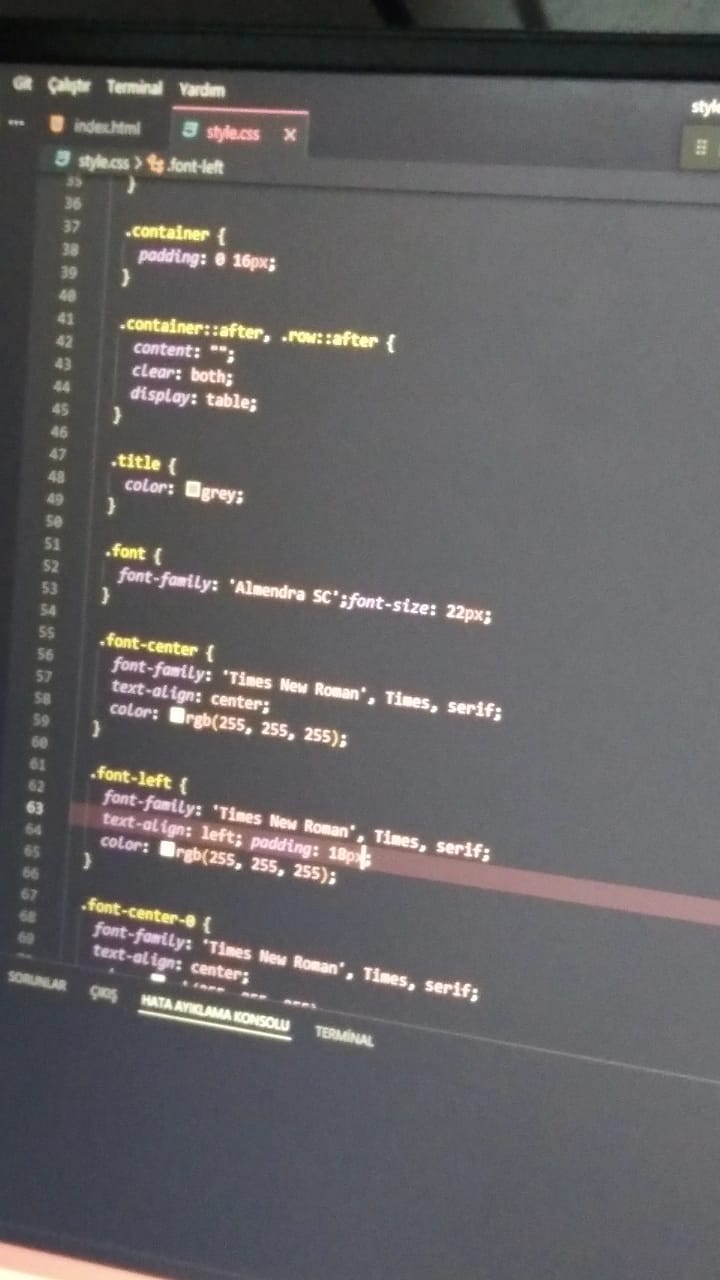 Git Çalıştır Terminal Yardım
style
index.html style.css
style.css > .font-left
35 }
36
37 .container {
38 padding: 0 16px;
39 }
40
41 .container::after, .row::after {
42 content: "";
43 clear: both;
44 display: table;
45 }
46
47 .title {
48 color: grey;
49 }
50
51 .font {
52 font-family: 'Almendra SC';font-size: 22px;
53 }
54
55 .font-center {
56 font-family: 'Times New Roman', Times, serif;
57 text-align: center;
58 color: rgb(255, 255, 255);
59 }
60
61 .font-left {
62 font-family: 'Times New Roman', Times, serif;
63 text-align: left; padding: 18px;
64 color: rgb(255, 255, 255);
65 }
66
67 .font-center-0 {
68 font-family: 'Times New Roman', Times, serif;
69 text-align: center;
SORUNLAR ÇIKIŞ HATA AYIKLAMA KONSOLU TERMİNAL